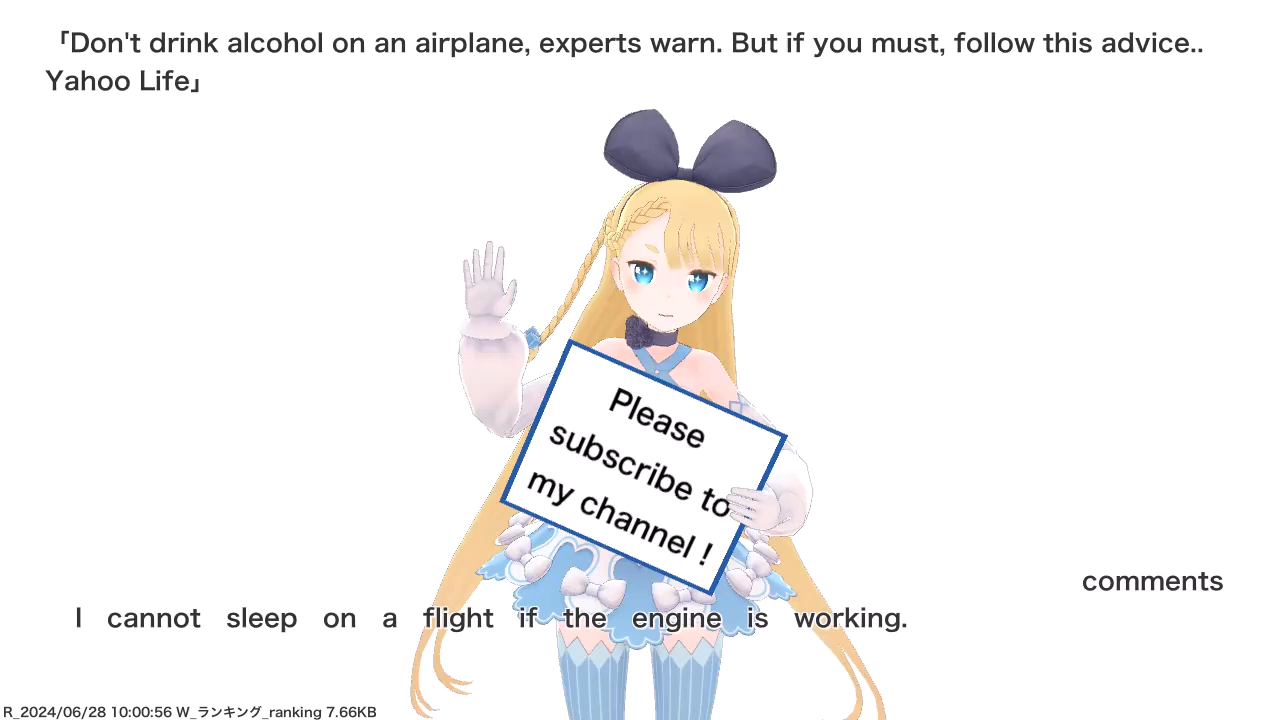 「Don't drink alcohol on an airplane, experts warn. But if you must, follow this advice..
Yahoo Life」
Please
subscribe to
my channel !
comments
I cannot sleep on a flight if the engine is working.
R_2024/06/28 10:00:56 W_ランキング_ranking 7.66KB